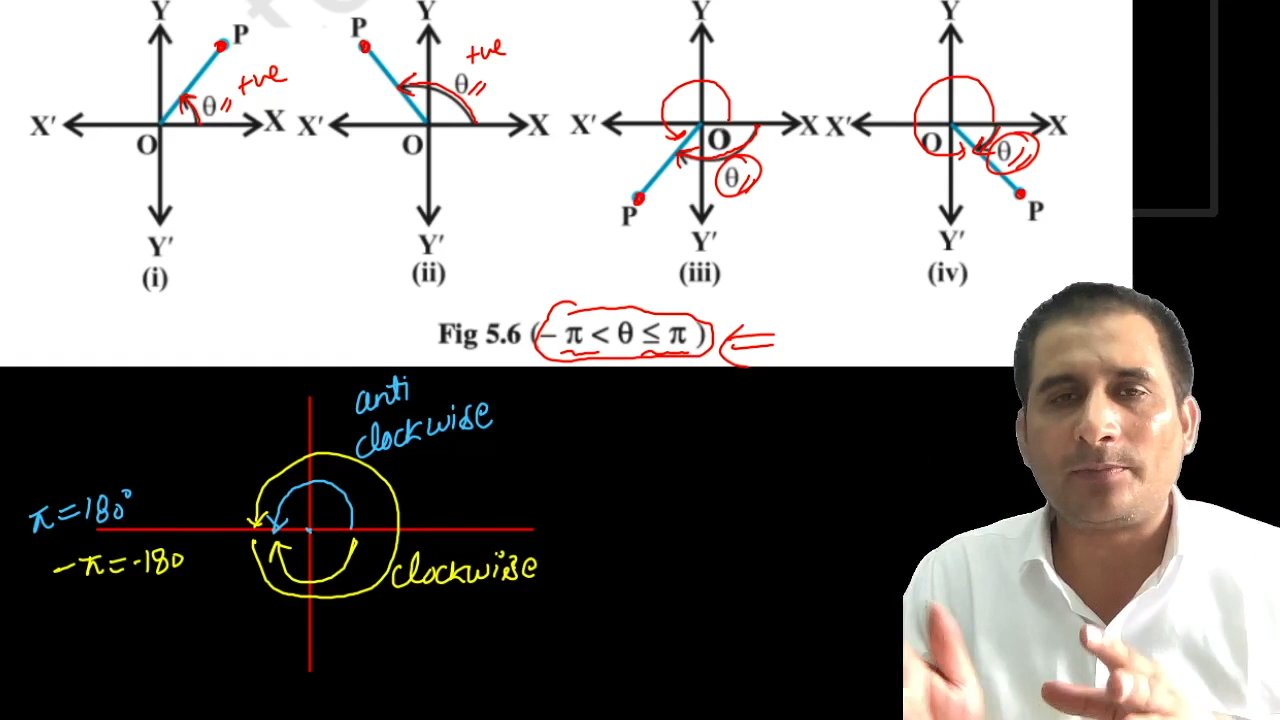 Y Y Y Y
P P
+ve +ve
θ θ
X' X X' X X' X X' X
O O O O
θ θ
P P
Y' Y' Y' Y'
(i) (ii) (iii) (iv)
Fig 5.6 (– π < θ ≤ π )
anti
clockwise
π = 180°
-π = -180
clockwise